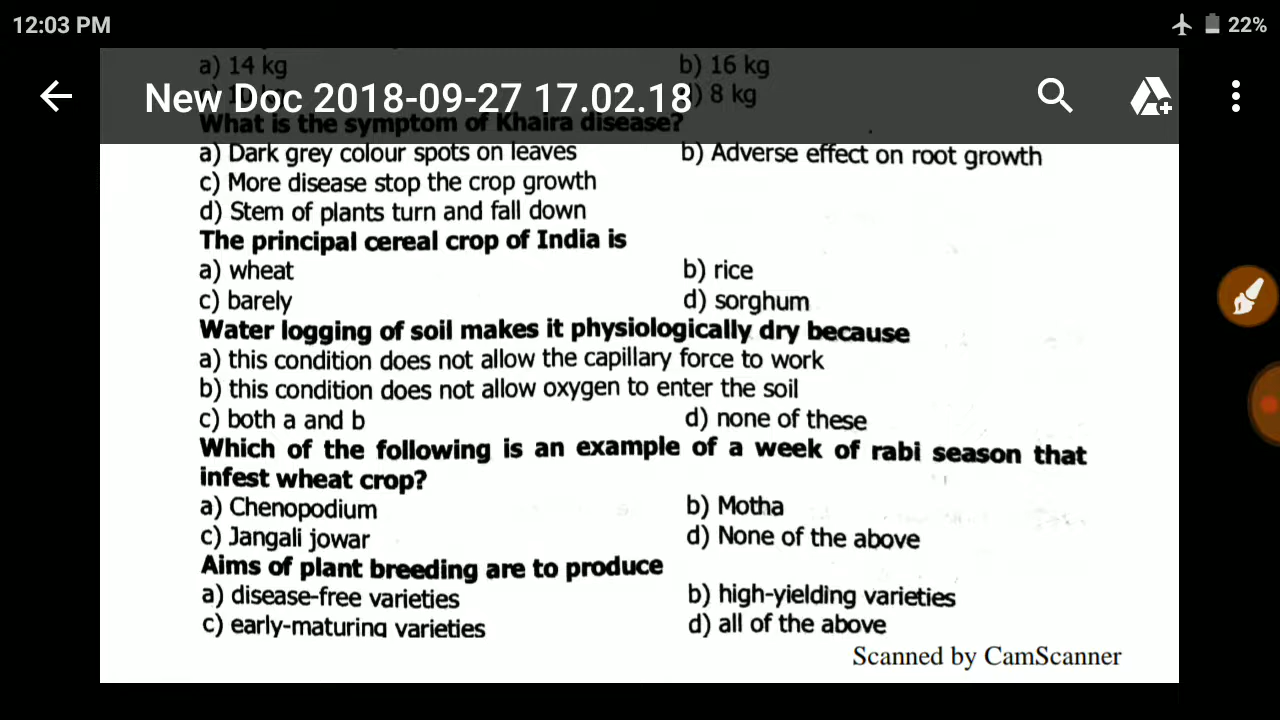 12:03 PM
22%
a) 14 kg b) 16 kg
New Doc 2018-09-27 17.02.18
) 8 kg
What is the symptom of Khaira disease?
a) Dark grey colour spots on leaves b) Adverse effect on root growth
c) More disease stop the crop growth
d) Stem of plants turn and fall down
The principal cereal crop of India is
a) wheat b) rice
c) barely d) sorghum
Water logging of soil makes it physiologically dry because
a) this condition does not allow the capillary force to work
b) this condition does not allow oxygen to enter the soil
c) both a and b d) none of these
Which of the following is an example of a week of rabi season that
infest wheat crop?
a) Chenopodium b) Motha
c) Jangali jowar d) None of the above
Aims of plant breeding are to produce
a) disease-free varieties b) high-yielding varieties
c) early-maturing varieties d) all of the above
Scanned by CamScanner